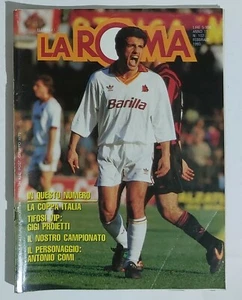 LA ROMA
Barilla
IN QUESTO NUMERO
LA COPPA ITALIA
TIFOSI VIP:
GIGI PROIETTI
IL NOSTRO CAMPIONATO
IL PERSONAGGIO:
ANTONIO COMI